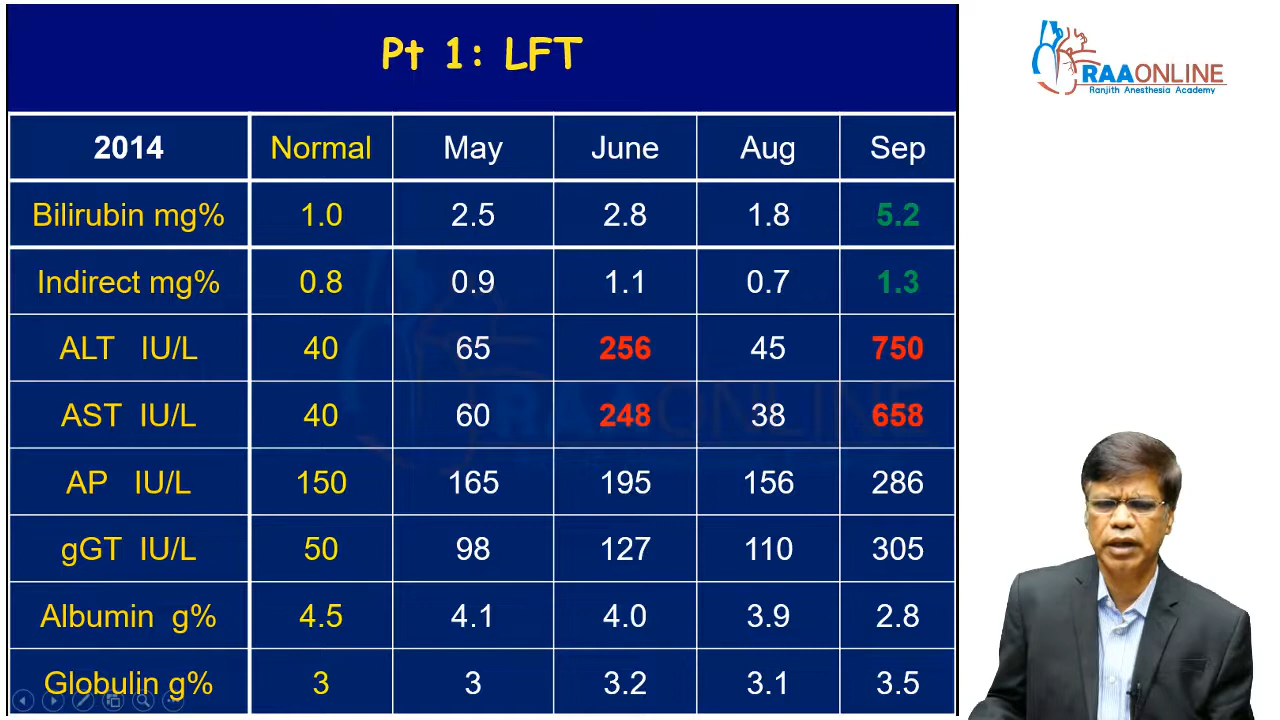 Pt 1: LFT
RAAONLINE
Ranjith Anesthesia Academy
2014 Normal May June Aug Sep
Bilirubin mg% 1.0 2.5 2.8 1.8 5.2
Indirect mg% 0.8 0.9 1.1 0.7 1.3
ALT IU/L 40 65 256 45 750
AST IU/L 40 60 248 38 658
AP IU/L 150 165 195 156 286
gGT IU/L 50 98 127 110 305
Albumin g% 4.5 4.1 4.0 3.9 2.8
Globulin g% 3 3 3.2 3.1 3.5
RAAONLINE